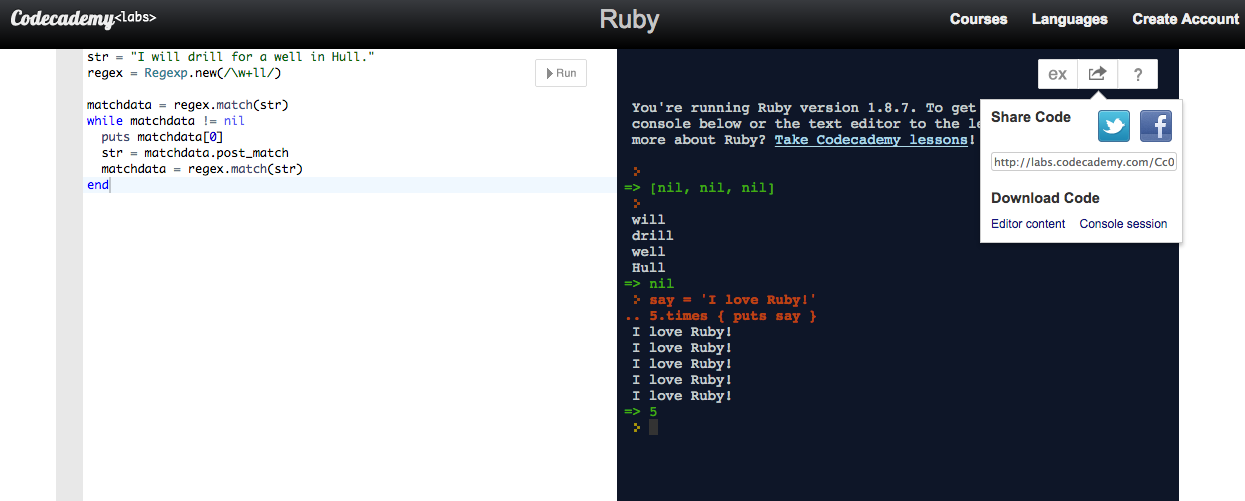 Codecademy<labs>
Ruby
Courses Languages Create Account
str = "I will drill for a well in Hull."
regex = Regexp.new(/\w+ll/)
matchdata = regex.match(str)
while matchdata != nil
puts matchdata[0]
str = matchdata.post_match
matchdata = regex.match(str)
end
Run
ex ?
You're running Ruby version 1.8.7. To get
console below or the text editor to the le
more about Ruby? Take Codecademy lessons!
=> [nil, nil, nil]
will
drill
well
Hull
=> nil
say = 'I love Ruby!'
.. 5.times { puts say }
I love Ruby!
I love Ruby!
I love Ruby!
I love Ruby!
I love Ruby!
=> 5
Share Code
http://labs.codecademy.com/Cc0
Download Code
Editor content Console session